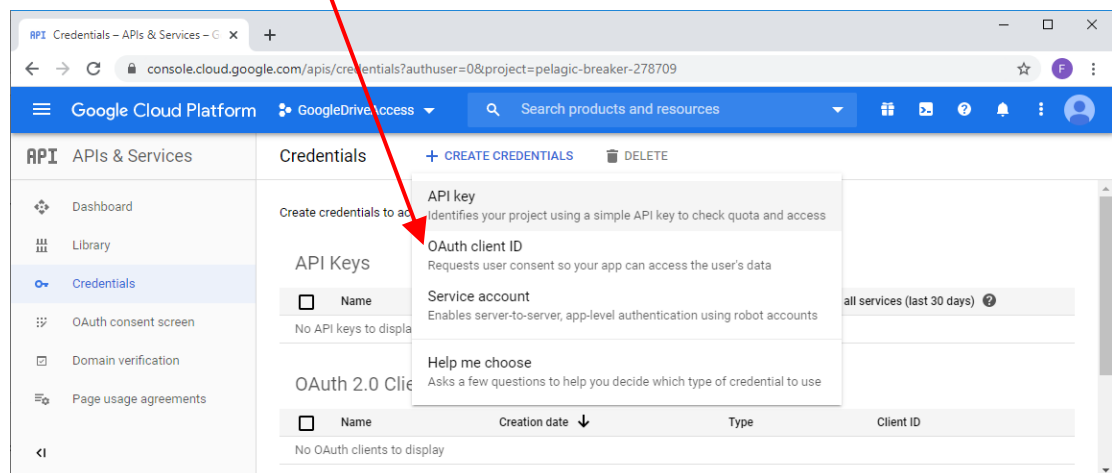 API Credentials – APIs & Services – G
console.cloud.google.com/apis/credentials?authuser=0&project=pelagic-breaker-278709
F
Google Cloud Platform GoogleDriveAccess Search products and resources
API APIs & Services Credentials + CREATE CREDENTIALS DELETE
Dashboard
Library
Credentials
OAuth consent screen
Domain verification
Page usage agreements
Create credentials to ac
API key
Identifies your project using a simple API key to check quota and access
OAuth client ID
Requests user consent so your app can access the user's data
Service account
Enables server-to-server, app-level authentication using robot accounts
Help me choose
Asks a few questions to help you decide which type of credential to use
API Keys
Name all services (last 30 days)
No API keys to displa
OAuth 2.0 Clie
Name Creation date Type Client ID
No OAuth clients to display